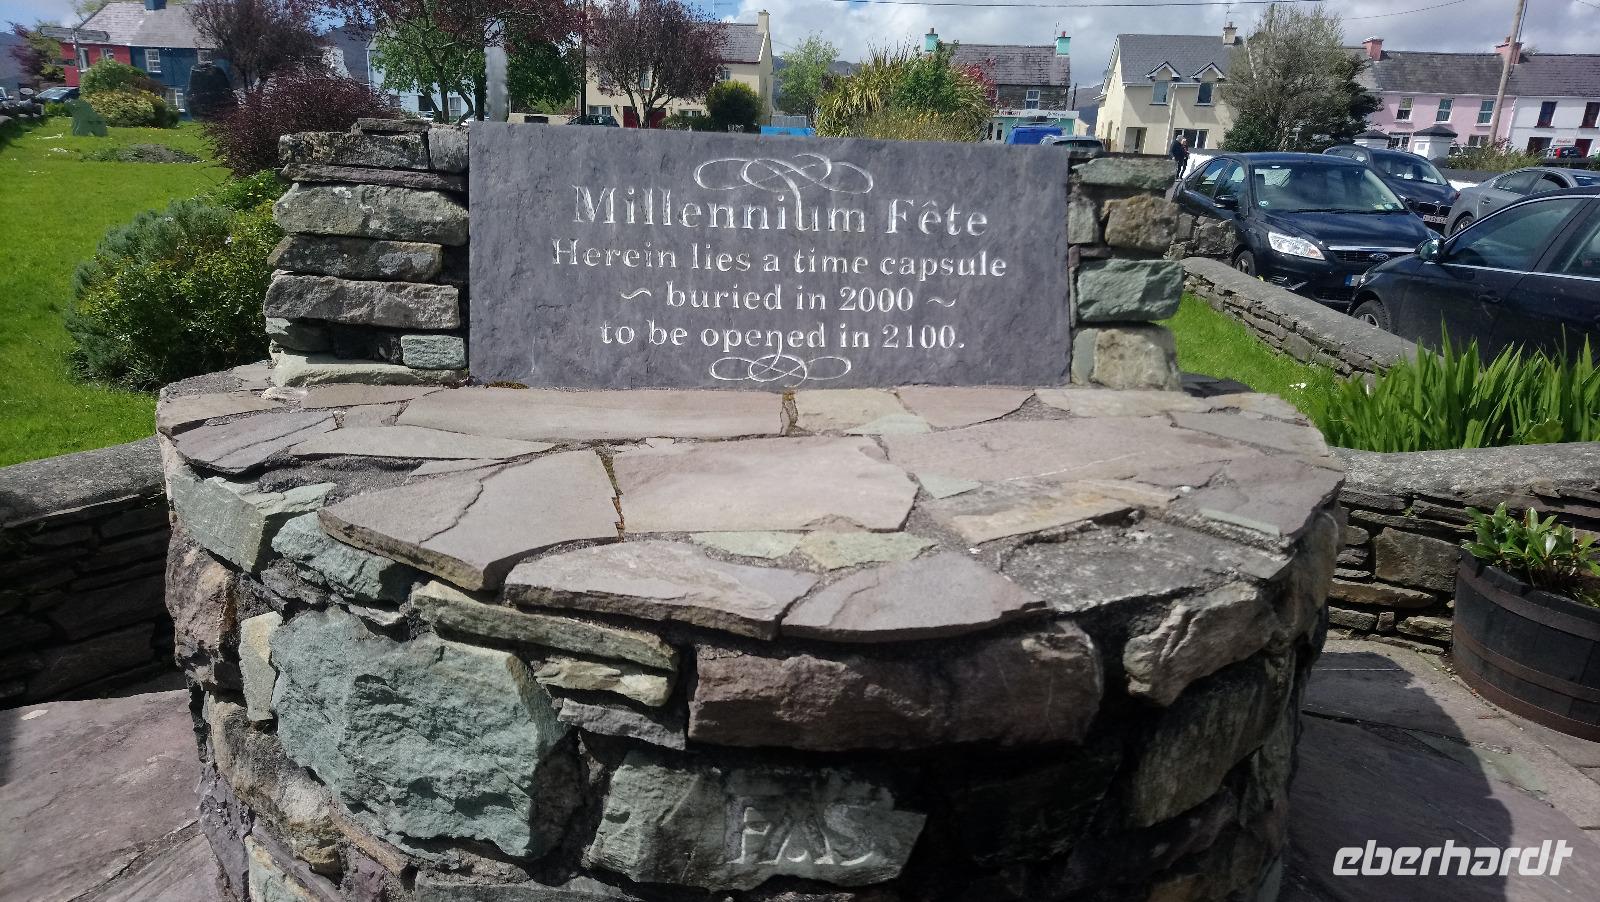 Millennium Fête
Herein lies a time capsule
~ buried in 2000 ~
to be opened in 2100.
FÁS
eberhardt